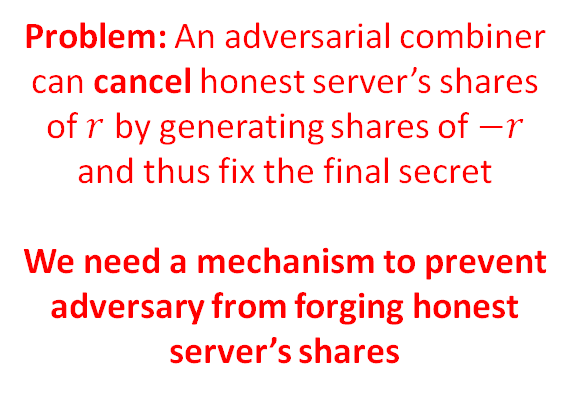 Problem: An adversarial combiner
can cancel honest server’s shares
of r by generating shares of −r
and thus fix the final secret
We need a mechanism to prevent
adversary from forging honest
server’s shares